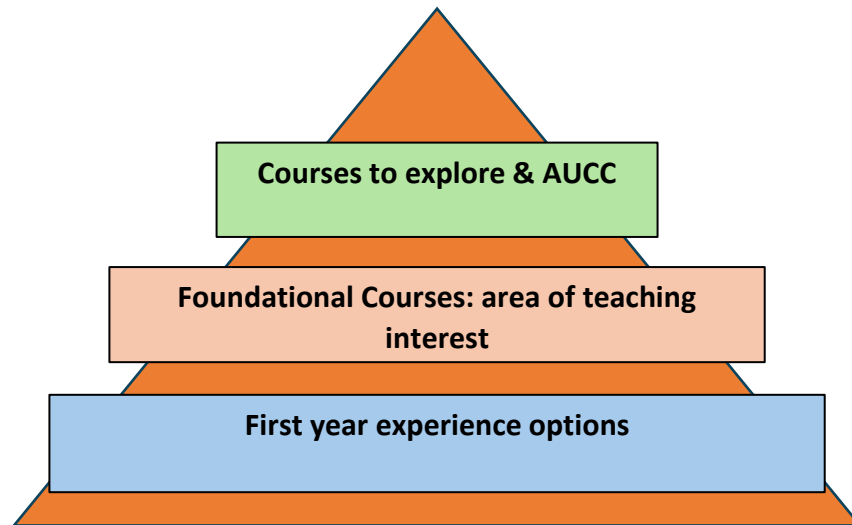 Courses to explore & AUCC
Foundational Courses: area of teaching
interest
First year experience options